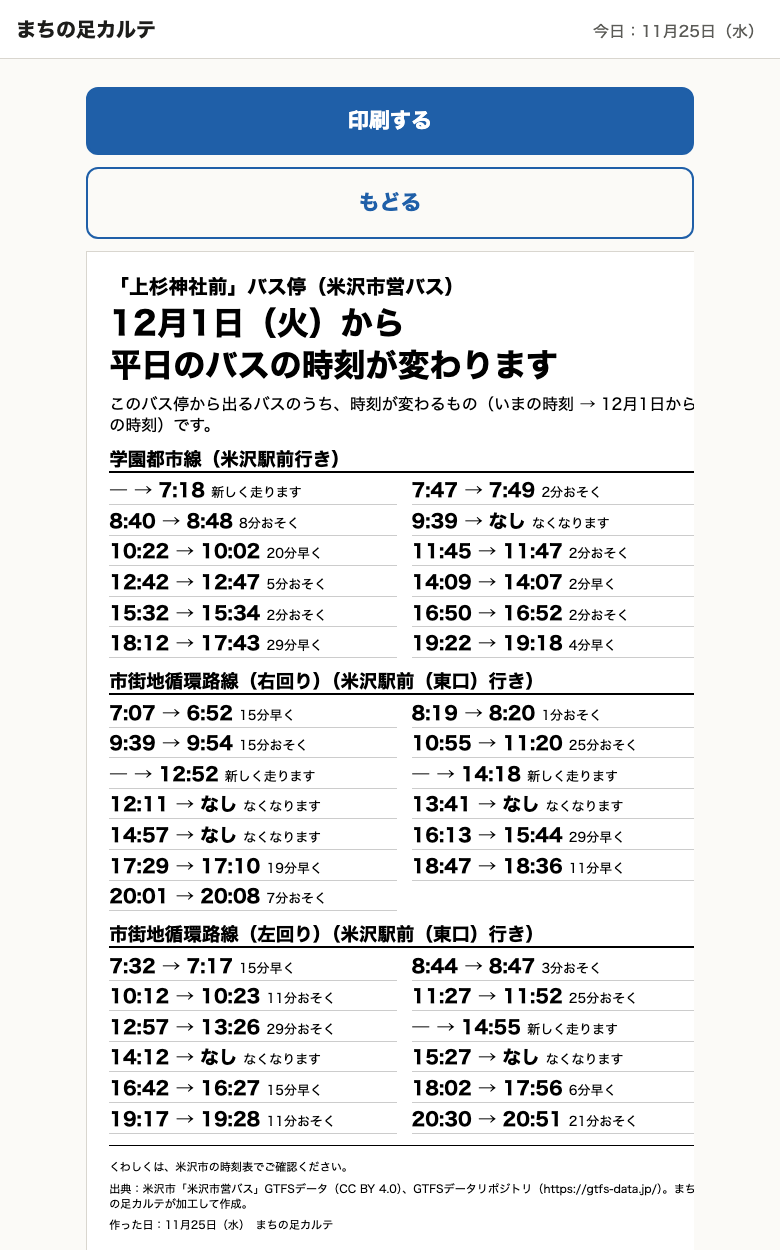 まちの足カルテ
今日：11月25日（水）
印刷する
もどる
「上杉神社前」バス停（米沢市営バス）
12月1日（火）から
平日のバスの時刻が変わります
このバス停から出るバスのうち、時刻が変わるもの（いまの時刻 → 12月1日から
の時刻）です。
学園都市線（米沢駅前行き）
― → 7:18 新しく走ります 7:47 → 7:49 2分おそく
8:40 → 8:48 8分おそく 9:39 → なし なくなります
10:22 → 10:02 20分早く 11:45 → 11:47 2分おそく
12:42 → 12:47 5分おそく 14:09 → 14:07 2分早く
15:32 → 15:34 2分おそく 16:50 → 16:52 2分おそく
18:12 → 17:43 29分早く 19:22 → 19:18 4分早く
市街地循環路線（右回り）（米沢駅前（東口）行き）
7:07 → 6:52 15分早く 8:19 → 8:20 1分おそく
9:39 → 9:54 15分おそく 10:55 → 11:20 25分おそく
― → 12:52 新しく走ります ― → 14:18 新しく走ります
12:11 → なし なくなります 13:41 → なし なくなります
14:57 → なし なくなります 16:13 → 15:44 29分早く
17:29 → 17:10 19分早く 18:47 → 18:36 11分早く
20:01 → 20:08 7分おそく
市街地循環路線（左回り）（米沢駅前（東口）行き）
7:32 → 7:17 15分早く 8:44 → 8:47 3分おそく
10:12 → 10:23 11分おそく 11:27 → 11:52 25分おそく
12:57 → 13:26 29分おそく ― → 14:55 新しく走ります
14:12 → なし なくなります 15:27 → なし なくなります
16:42 → 16:27 15分早く 18:02 → 17:56 6分早く
19:17 → 19:28 11分おそく 20:30 → 20:51 21分おそく
くわしくは、米沢市の時刻表でご確認ください。
出典：米沢市「米沢市営バス」GTFSデータ（CC BY 4.0）、GTFSデータリポジトリ（https://gtfs-data.jp/）。まち
の足カルテが加工して作成。
作った日：11月25日（水） まちの足カルテ